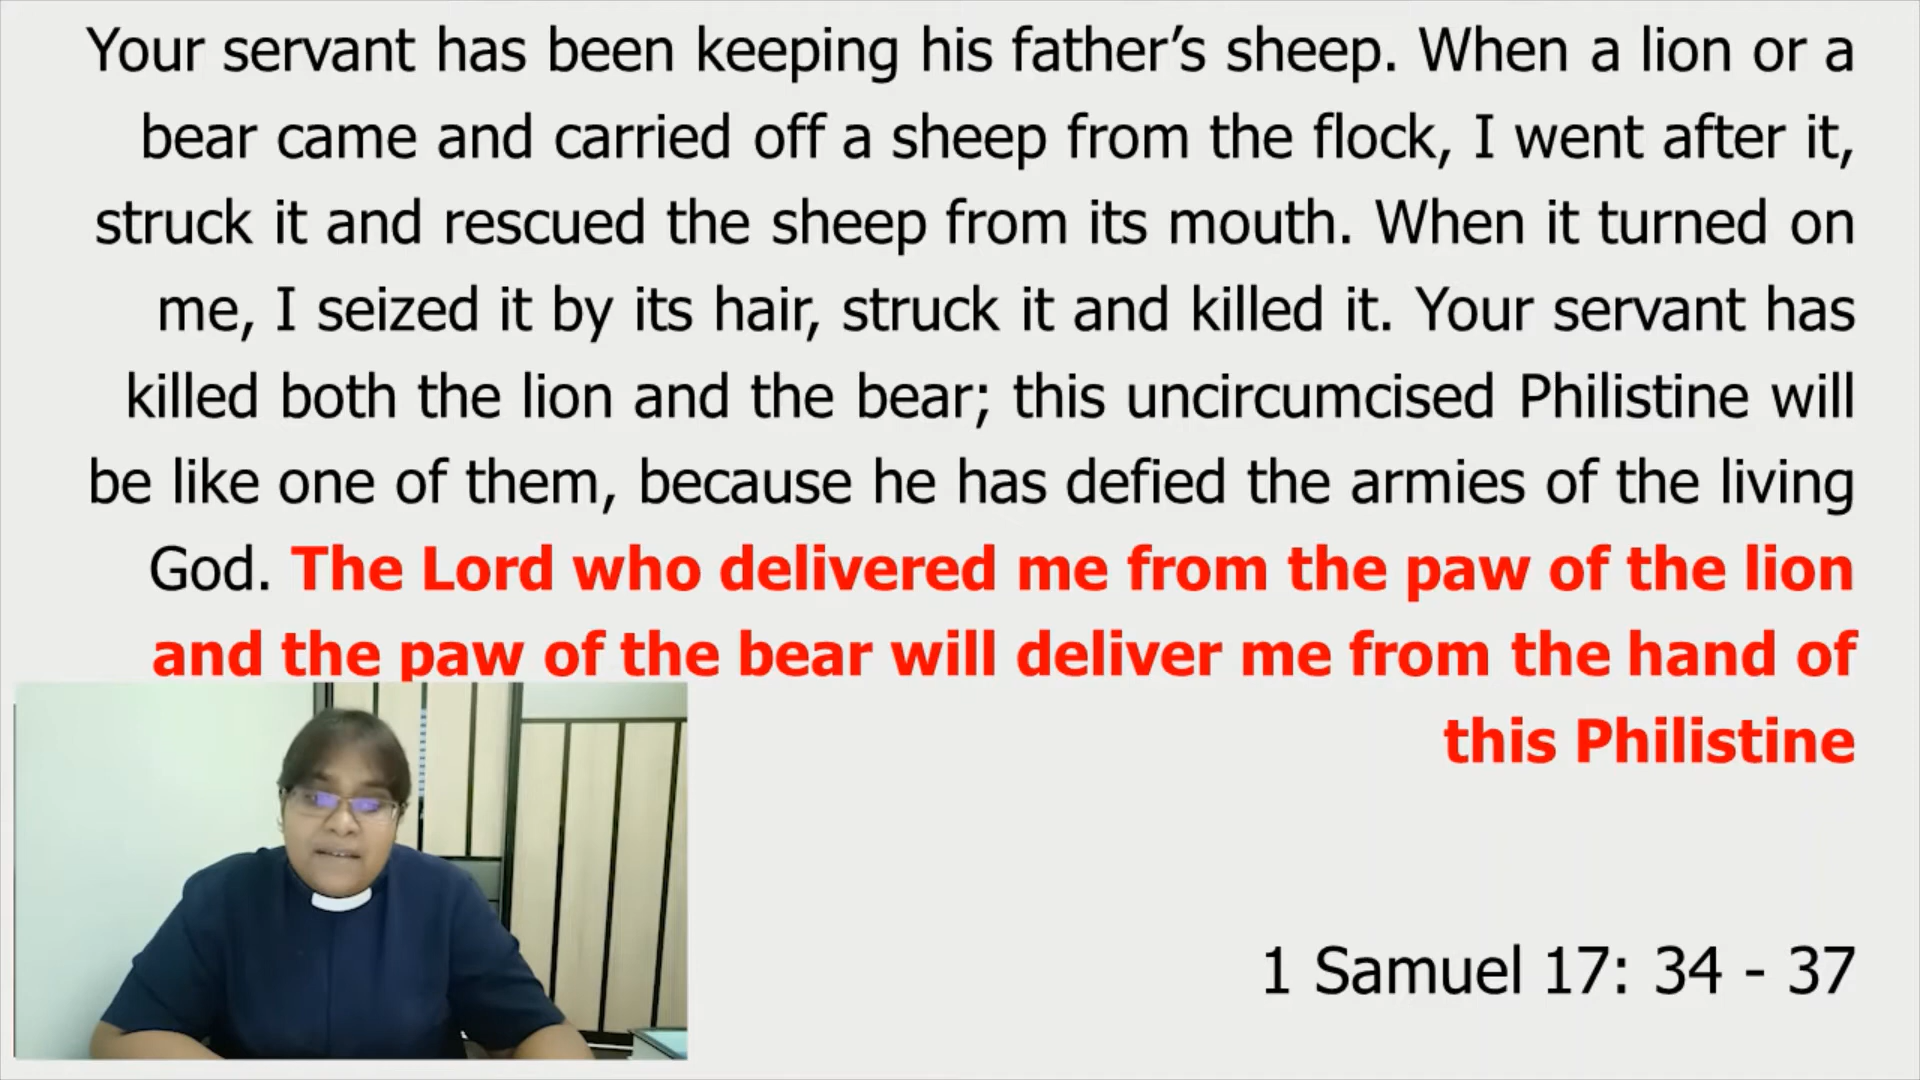 Your servant has been keeping his father’s sheep. When a lion or a
bear came and carried off a sheep from the flock, I went after it,
struck it and rescued the sheep from its mouth. When it turned on
me, I seized it by its hair, struck it and killed it. Your servant has
killed both the lion and the bear; this uncircumcised Philistine will
be like one of them, because he has defied the armies of the living
God. The Lord who delivered me from the paw of the lion
and the paw of the bear will deliver me from the hand of
this Philistine
1 Samuel 17: 34 - 37